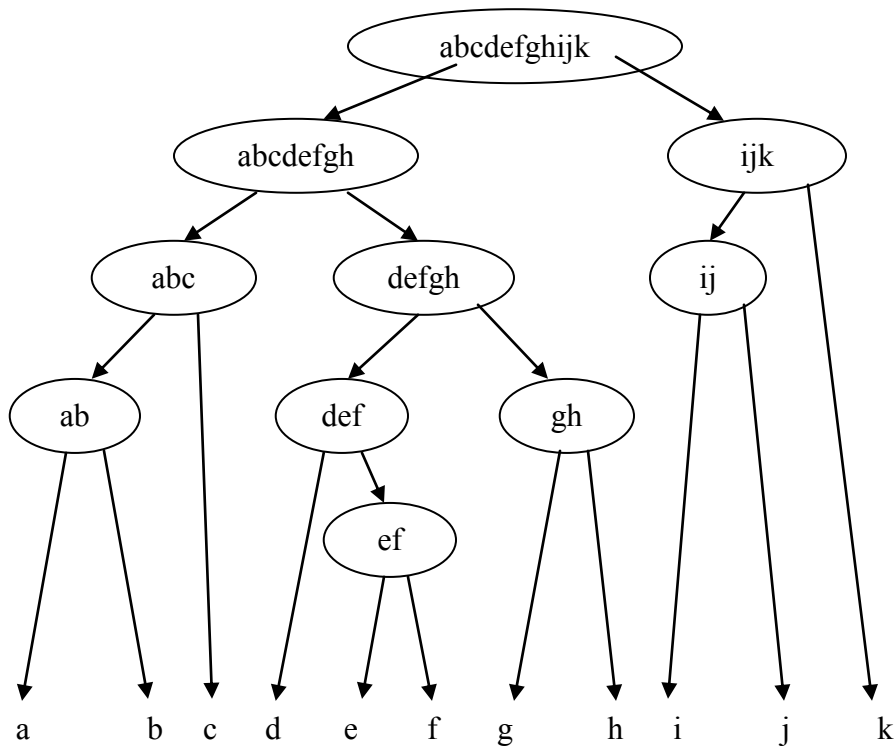 abcdefghijk
abcdefgh ijk
abc defgh ij
ab def gh
ef
a b c d e f g h i j k